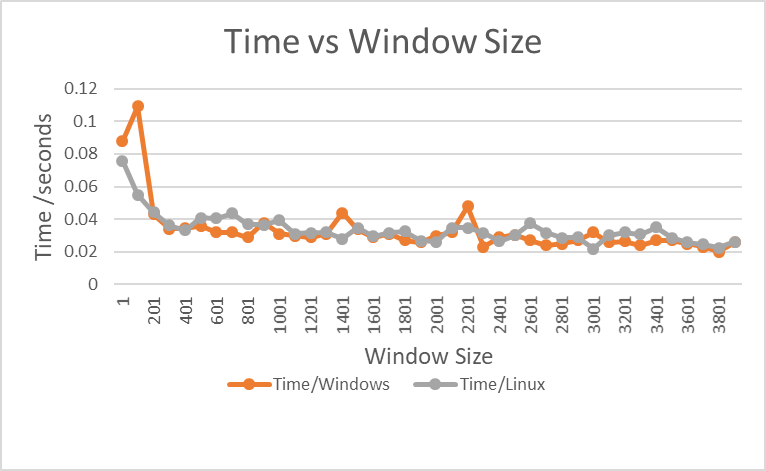 Time vs Window Size
0.12
0.1
0.08
0.06
0.04
0.02
0
Time /seconds
1 201 401 601 801 1001 1201 1401 1601 1801 2001 2201 2401 2601 2801 3001 3201 3401 3601 3801
Window Size
Time/Windows Time/Linux